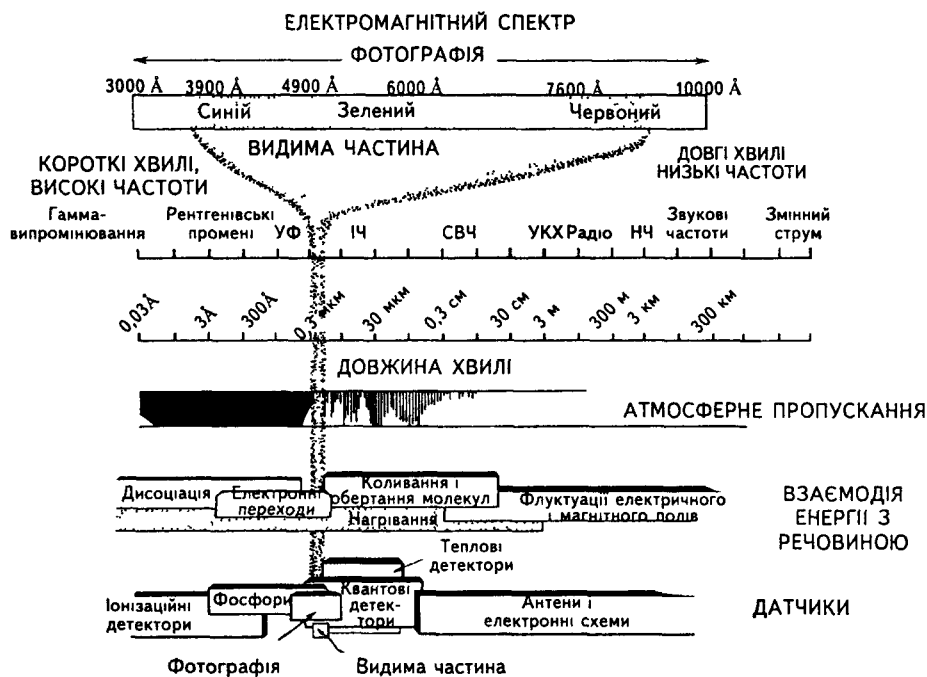 ЕЛЕКТРОМАГНІТНИЙ СПЕКТР
ФОТОГРАФІЯ
3000 Å 3900 Å 4900 Å 6000 Å 7600 Å 10000 Å
Синій Зелений Червоний
ВИДИМА ЧАСТИНА
КОРОТКІ ХВИЛІ,
ВИСОКІ ЧАСТОТИ
ДОВГІ ХВИЛІ
НИЗЬКІ ЧАСТОТИ
Гамма-
випромінювання
Рентгенівські
промені
УФ
ІЧ
СВЧ
УКХ
Радіо
НЧ
Звукові
частоти
Змінний
струм
0,03Å 3Å 300Å 0,3 мкм 30 мкм 0,3 см 30 см 3 м 300 м 3 км 300 км
ДОВЖИНА ХВИЛІ
АТМОСФЕРНЕ ПРОПУСКАННЯ
Дисоціація
Електронні
переходи
Коливання і
обертання молекул
Нагрівання
Флуктуації електричного
і магнітного полів
ВЗАЄМОДІЯ
ЕНЕРГІЇ З
РЕЧОВИНОЮ
Теплові
детектори
Іонізаційні
детектори
Фосфори
Квантові
детек-
тори
Антени і
електронні схеми
ДАТЧИКИ
Фотографія
Видима частина